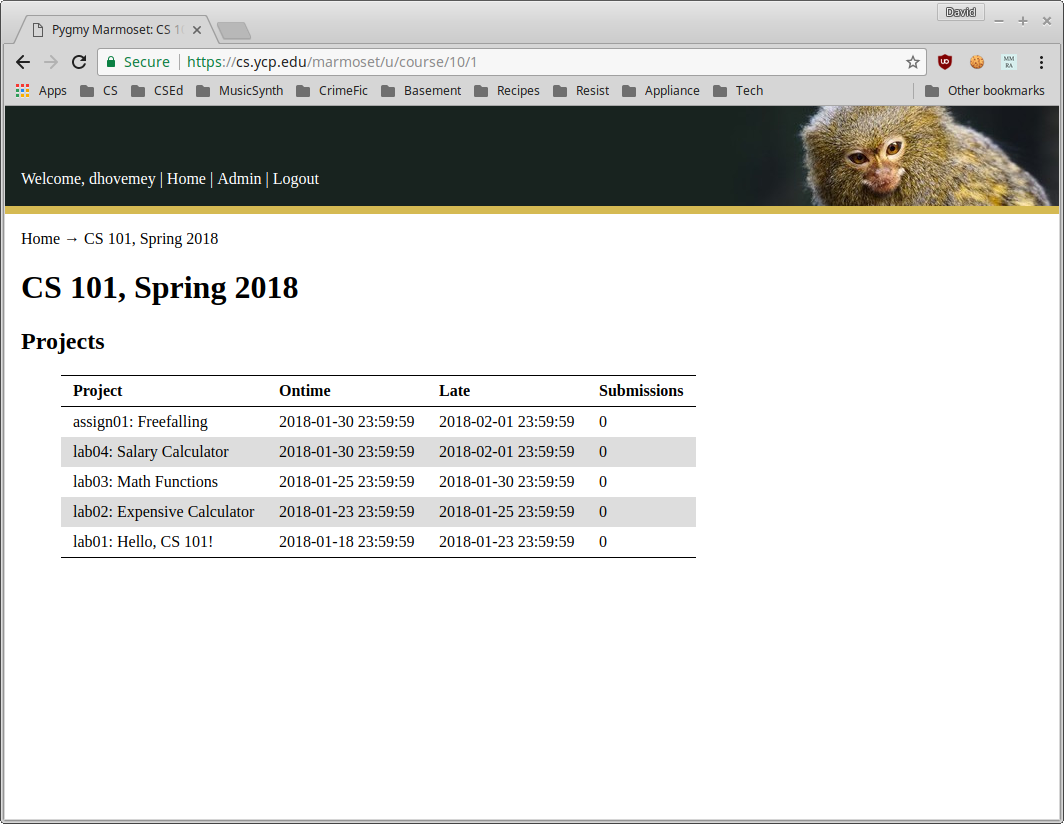 David
Pygmy Marmoset: CS 1
Secure https://cs.ycp.edu/marmoset/u/course/10/1
Apps CS CSEd MusicSynth CrimeFic Basement Recipes Resist Appliance Tech Other bookmarks
Welcome, dhovemey | Home | Admin | Logout
Home → CS 101, Spring 2018
CS 101, Spring 2018
Projects
Project Ontime Late Submissions
assign01: Freefalling 2018-01-30 23:59:59 2018-02-01 23:59:59 0
lab04: Salary Calculator 2018-01-30 23:59:59 2018-02-01 23:59:59 0
lab03: Math Functions 2018-01-25 23:59:59 2018-01-30 23:59:59 0
lab02: Expensive Calculator 2018-01-23 23:59:59 2018-01-25 23:59:59 0
lab01: Hello, CS 101! 2018-01-18 23:59:59 2018-01-23 23:59:59 0